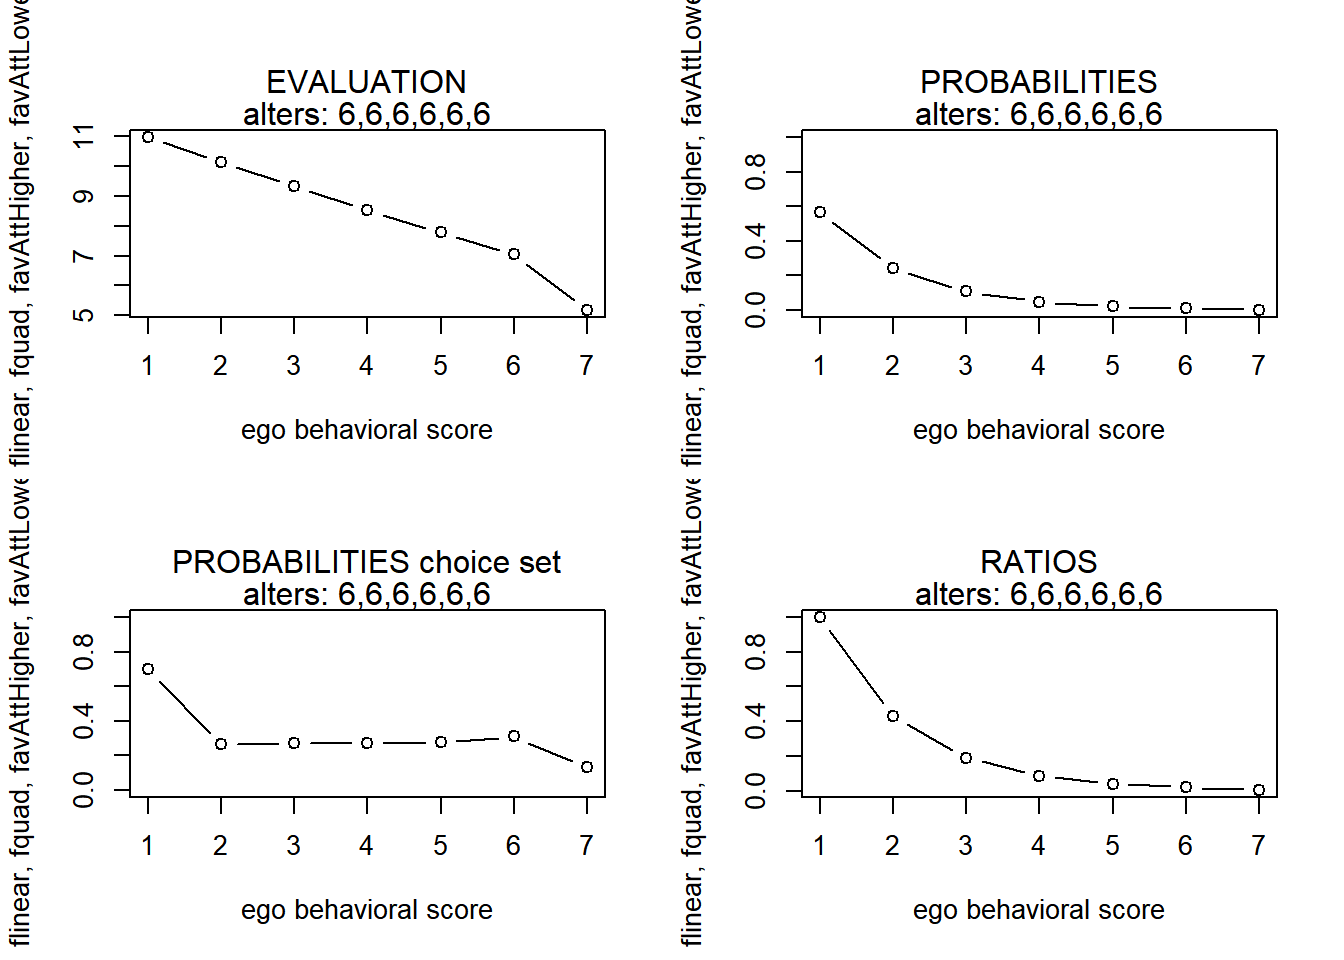 EVALUATION
alters: 6,6,6,6,6,6
flinear, fquad, favAttHigher, favAttLowe
11
9
7
5
1 2 3 4 5 6 7
ego behavioral score
PROBABILITIES
alters: 6,6,6,6,6,6
flinear, fquad, favAttHigher, favAttLowe
0.8
0.4
0.0
1 2 3 4 5 6 7
ego behavioral score
PROBABILITIES choice set
alters: 6,6,6,6,6,6
flinear, fquad, favAttHigher, favAttLowe
0.8
0.4
0.0
1 2 3 4 5 6 7
ego behavioral score
RATIOS
alters: 6,6,6,6,6,6
flinear, fquad, favAttHigher, favAttLowe
0.8
0.4
0.0
1 2 3 4 5 6 7
ego behavioral score